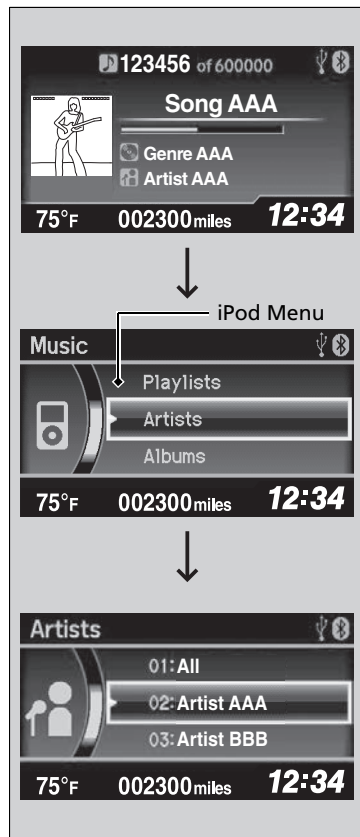 123456 of 600000
Song AAA
Genre AAA
Artist AAA
75°F 002300 miles 12:34
iPod Menu
Music
Playlists
Artists
Albums
75°F 002300 miles 12:34
Artists
01:All
02:Artist AAA
03:Artist BBB
75°F 002300 miles 12:34